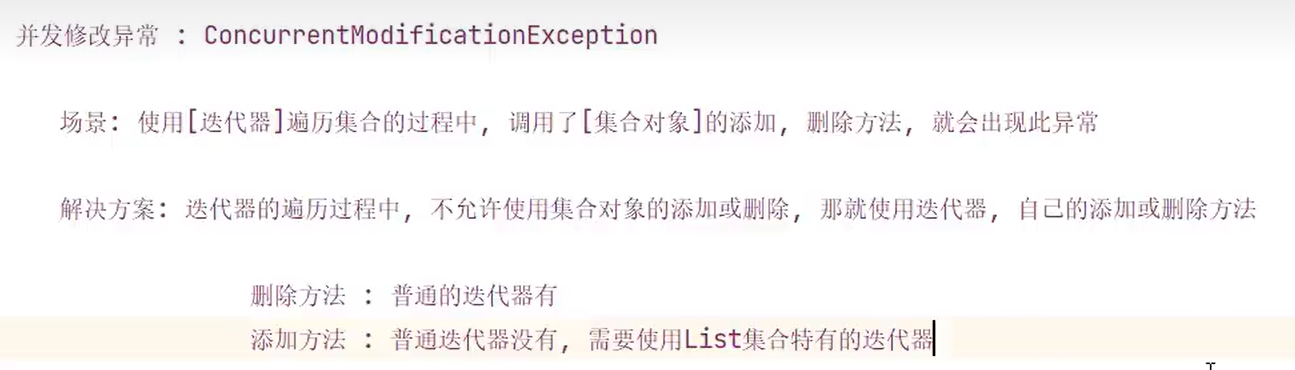 并发修改异常 : ConcurrentModificationException
场景: 使用[迭代器]遍历集合的过程中, 调用了[集合对象]的添加, 删除方法, 就会出现此异常
解决方案: 迭代器的遍历过程中, 不允许使用集合对象的添加或删除, 那就使用迭代器, 自己的添加或删除方法
删除方法 : 普通的迭代器有
添加方法 : 普通迭代器没有, 需要使用List集合特有的迭代器